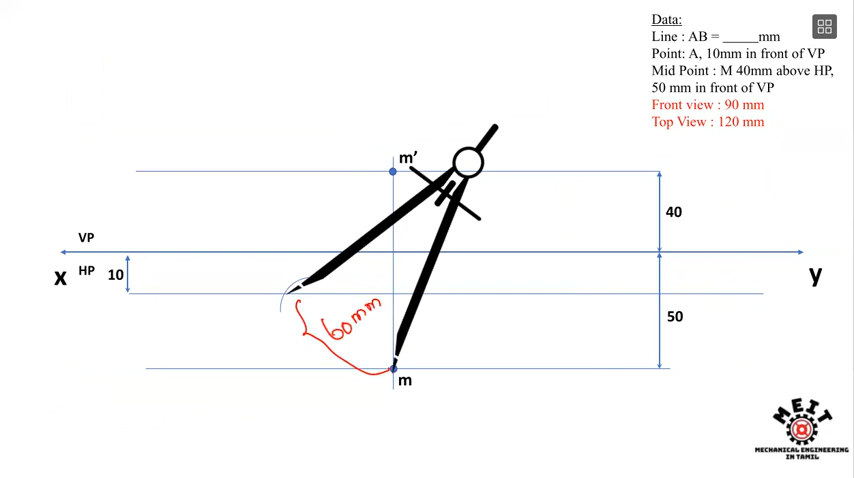 Data:
Line : AB = _____mm
Point: A, 10mm in front of VP
Mid Point : M 40mm above HP,
50 mm in front of VP
Front view : 90 mm
Top View : 120 mm
m’
40
VP
x
HP
10
y
50
60mm
m
MEIT
MECHANICAL ENGINEERING
IN TAMIL